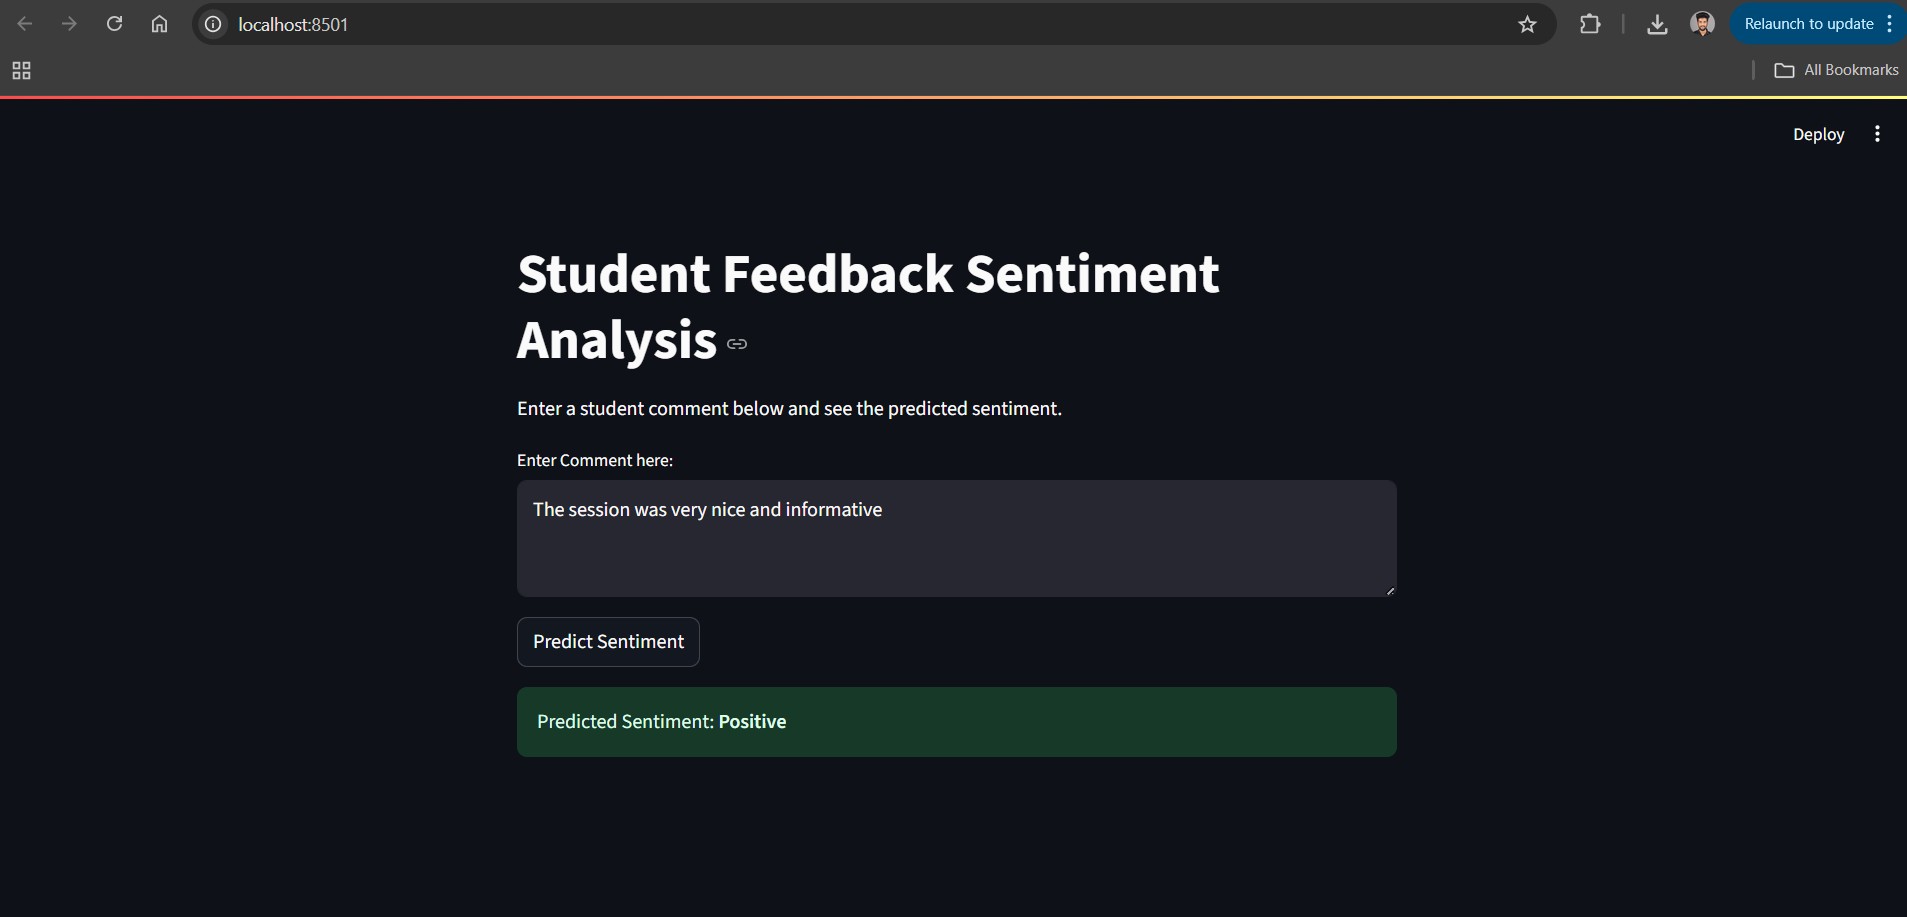 localhost:8501
Relaunch to update
All Bookmarks
Deploy
Student Feedback Sentiment
Analysis
Enter a student comment below and see the predicted sentiment.
Enter Comment here:
The session was very nice and informative
Predict Sentiment
Predicted Sentiment: Positive